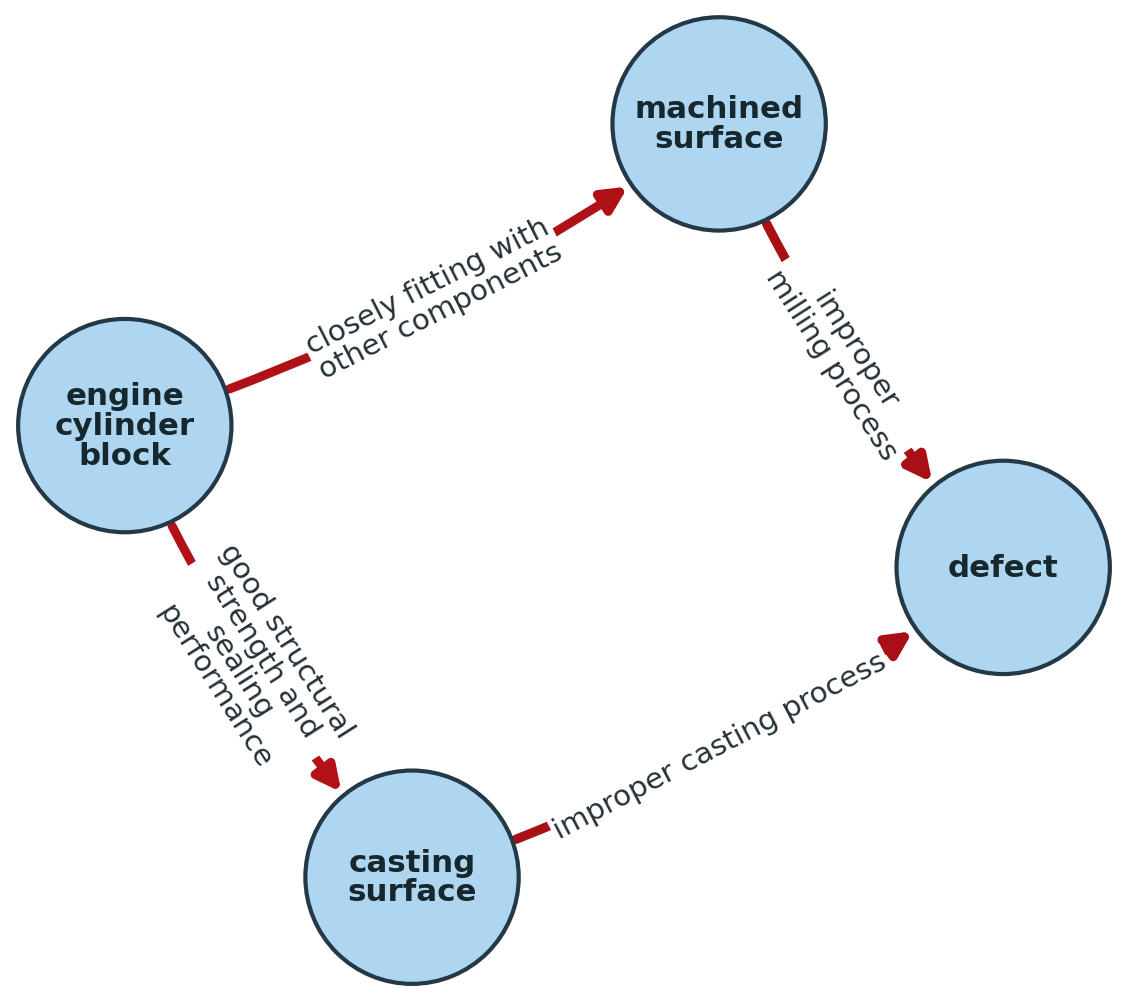 machined
surface
closely fitting with
other components
improper
milling process
engine
cylinder
block
good structural
strength and
sealing
performance
defect
improper casting process
casting
surface